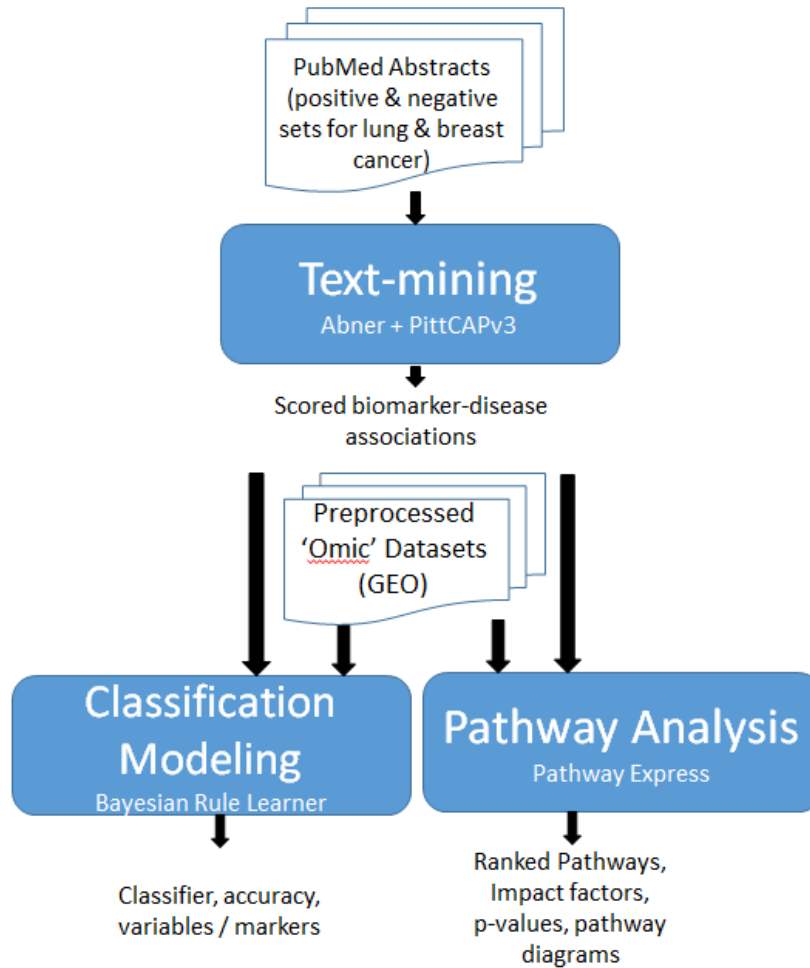 PubMed Abstracts
(positive & negative
sets for lung & breast
cancer)
Text-mining
Abner + PittCAPv3
Scored biomarker-disease
associations
Preprocessed
‘Omic’ Datasets
(GEO)
Classification
Modeling
Bayesian Rule Learner
Pathway Analysis
Pathway Express
Classifier, accuracy,
variables / markers
Ranked Pathways,
Impact factors,
p-values, pathway
diagrams